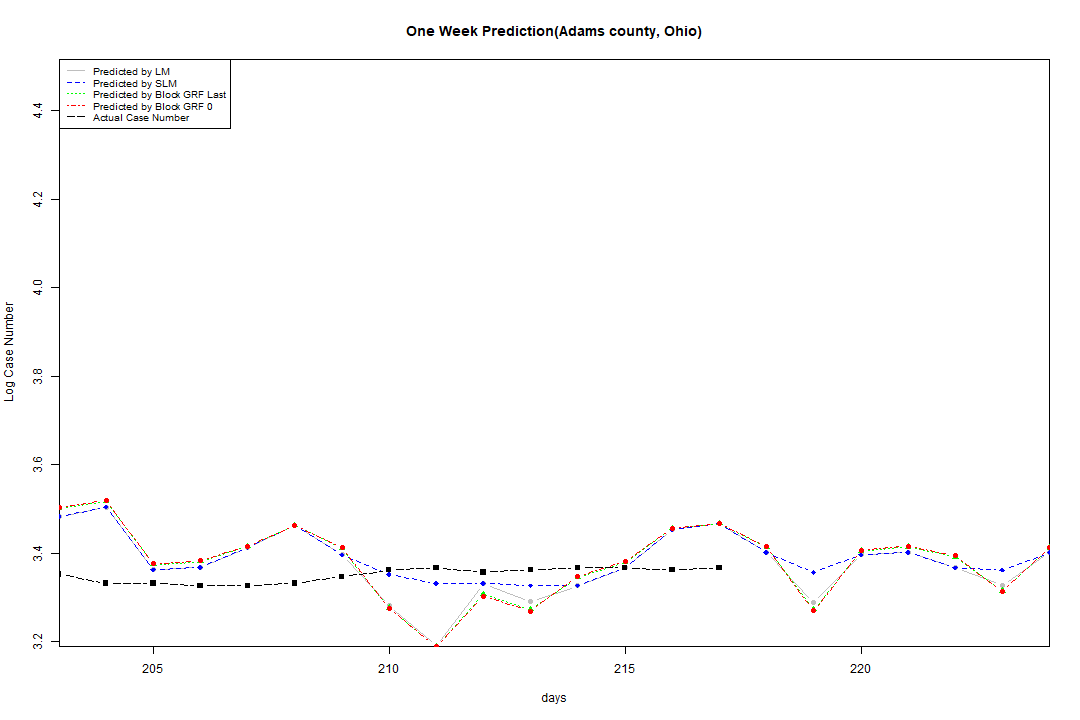 One Week Prediction(Adams county, Ohio)
Predicted by LM
Predicted by SLM
Predicted by Block GRF Last
Predicted by Block GRF 0
Actual Case Number
4.4
4.2
4.0
3.8
3.6
3.4
3.2
Log Case Number
205 210 215 220
days